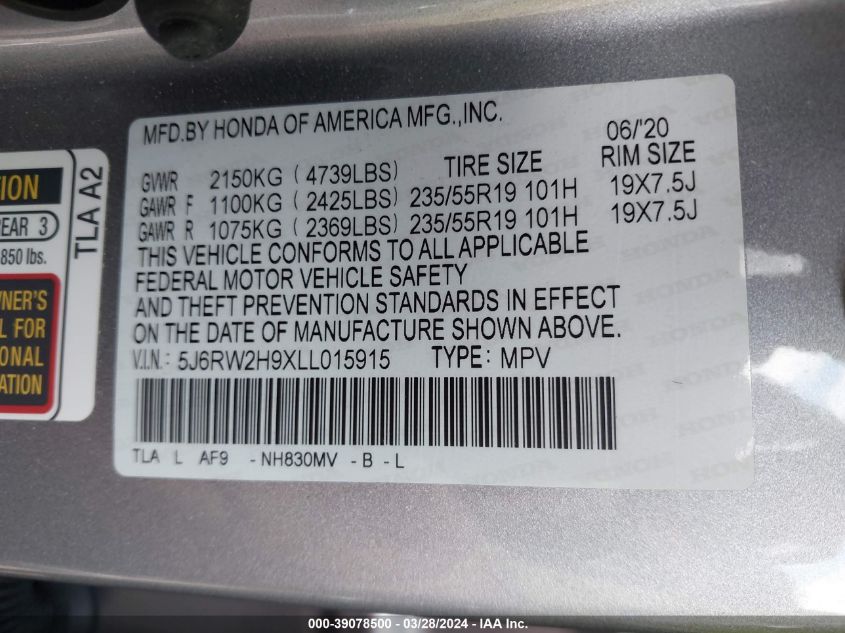 MFD.BY HONDA OF AMERICA MFG.,INC. 06/'20
GVWR 2150KG ( 4739LBS) TIRE SIZE RIM SIZE
GAWR F 1100KG ( 2425LBS) 235/55R19 101H 19X7.5J
GAWR R 1075KG ( 2369LBS) 235/55R19 101H 19X7.5J
THIS VEHICLE CONFORMS TO ALL APPLICABLE
FEDERAL MOTOR VEHICLE SAFETY
AND THEFT PREVENTION STANDARDS IN EFFECT
ON THE DATE OF MANUFACTURE SHOWN ABOVE.
V.I.N.: 5J6RW2H9XLL015915 TYPE: MPV
TLA L AF9 -NH830MV -B -L
TLA A2
TION
REAR 3
850 lbs.
WNER'S
L FOR
ONAL
ATION
HONDA
000-39078500 - 03/28/2024 - IAA Inc.